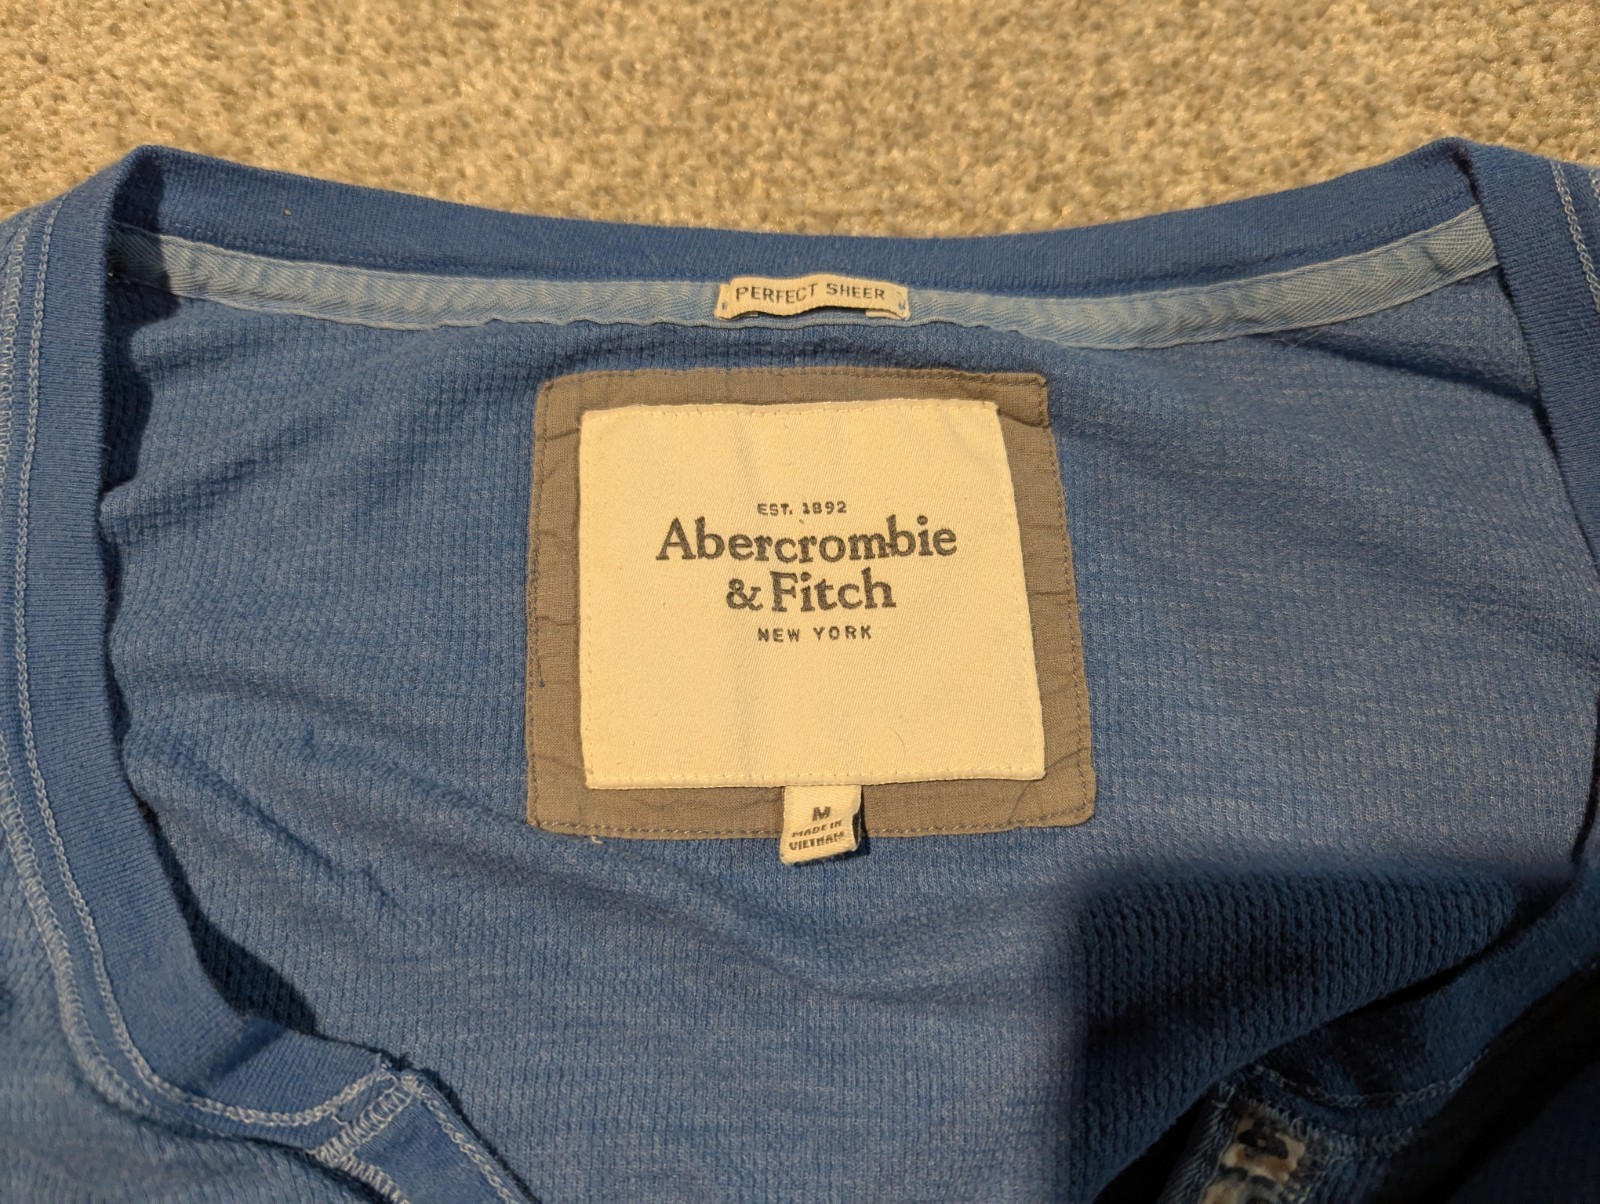 PERFECT SHEER
EST. 1892
Abercrombie
& Fitch
NEW YORK
M
MADE IN
VIETNAM